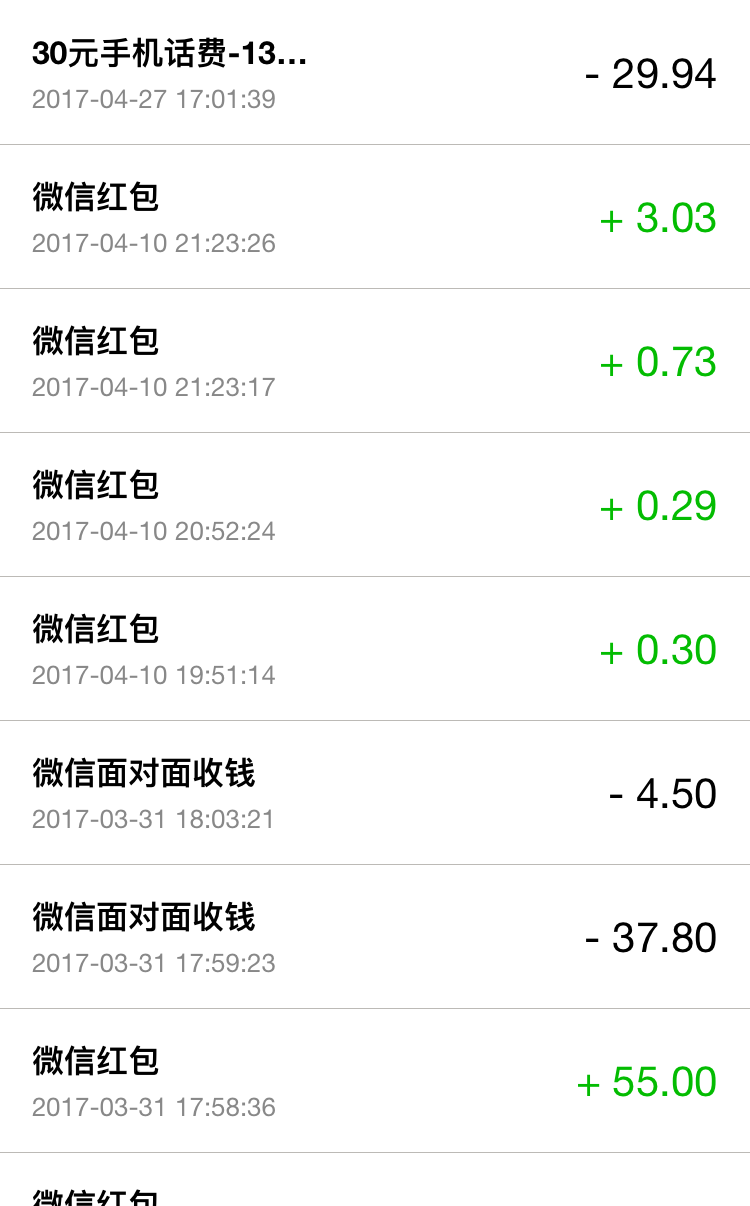 30元手机话费-13...
- 29.94
2017-04-27 17:01:39
微信红包
+ 3.03
2017-04-10 21:23:26
微信红包
+ 0.73
2017-04-10 21:23:17
微信红包
+ 0.29
2017-04-10 20:52:24
微信红包
+ 0.30
2017-04-10 19:51:14
微信面对面收钱
- 4.50
2017-03-31 18:03:21
微信面对面收钱
- 37.80
2017-03-31 17:59:23
微信红包
+ 55.00
2017-03-31 17:58:36
微信红包